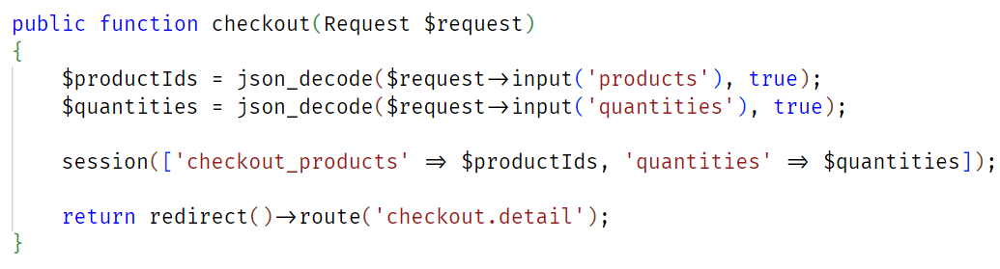 public function checkout(Request $request)
{
    $productIds = json_decode($request->input('products'), true);
    $quantities = json_decode($request->input('quantities'), true);

    session(['checkout_products' => $productIds, 'quantities' => $quantities]);

    return redirect()->route('checkout.detail');
}